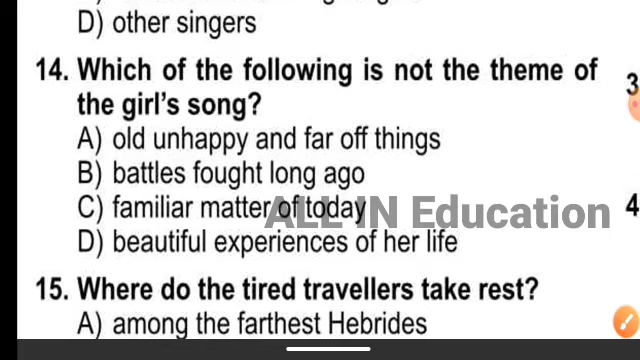 D) other singers
14. Which of the following is not the theme of
the girl's song?
A) old unhappy and far off things
B) battles fought long ago
C) familiar matter of today
D) beautiful experiences of her life
15. Where do the tired travellers take rest?
A) among the farthest Hebrides
3
4
ALL IN Education